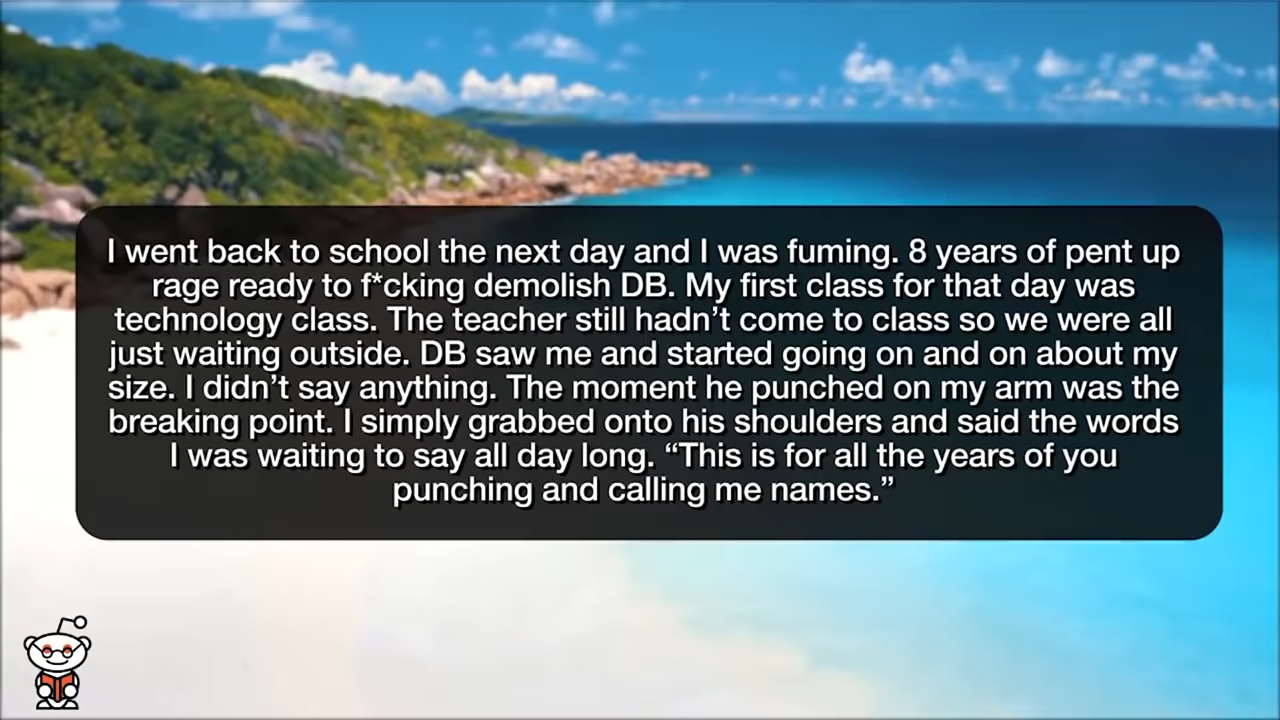 I went back to school the next day and I was fuming. 8 years of pent up
rage ready to f*cking demolish DB. My first class for that day was
technology class. The teacher still hadn’t come to class so we were all
just waiting outside. DB saw me and started going on and on about my
size. I didn’t say anything. The moment he punched on my arm was the
breaking point. I simply grabbed onto his shoulders and said the words
I was waiting to say all day long. “This is for all the years of you
punching and calling me names.”